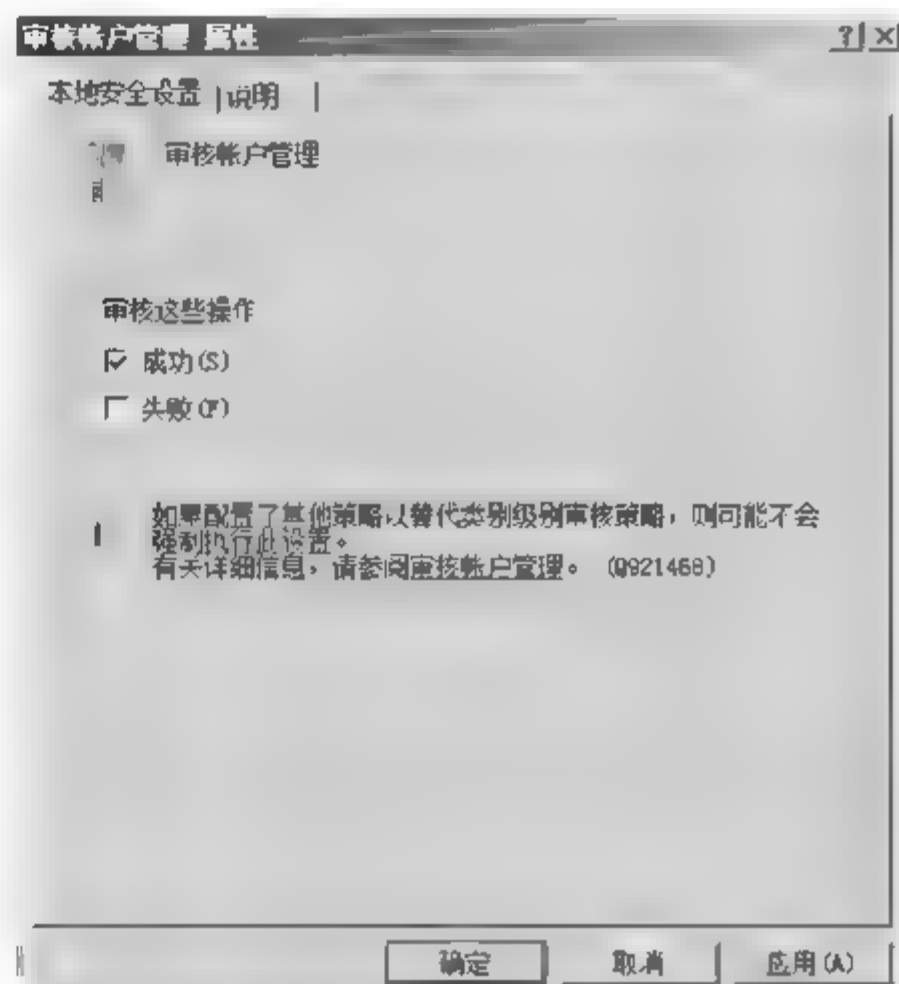 审核帐户管理 属性
本地安全设置 说明
审核帐户管理
审核这些操作
成功(S)
失败(F)
如果配置了其他策略以替代类别级别审核策略，则可能不会
强制执行此设置。
有关详细信息，请参阅审核帐户管理。 (Q921468)
确定 取消 应用(A)